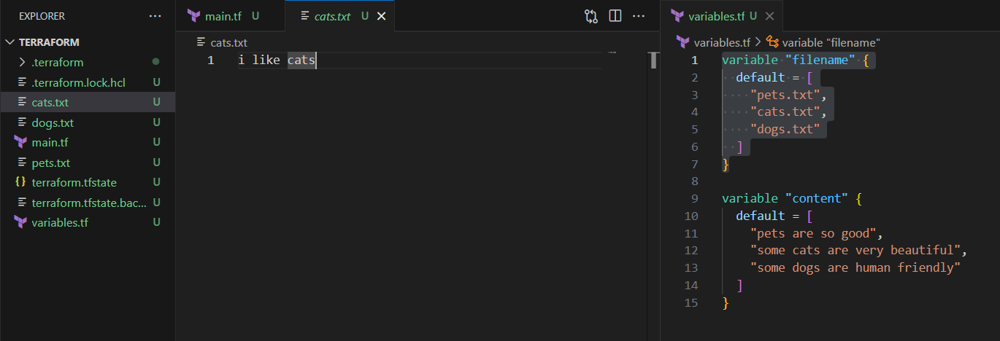 EXPLORER
TERRAFORM
.terraform
.terraform.lock.hcl U
cats.txt U
dogs.txt U
main.tf U
pets.txt U
terraform.tfstate U
terraform.tfstate.bac... U
variables.tf U
main.tf U
cats.txt U
cats.txt
1 i like cats
variables.tf U
variables.tf > variable "filename"
1 variable "filename" {
2 default = [
3 "pets.txt",
4 "cats.txt",
5 "dogs.txt"
6 ]
7 }
8
9 variable "content" {
10 default = [
11 "pets are so good",
12 "some cats are very beautiful",
13 "some dogs are human friendly"
14 ]
15 }